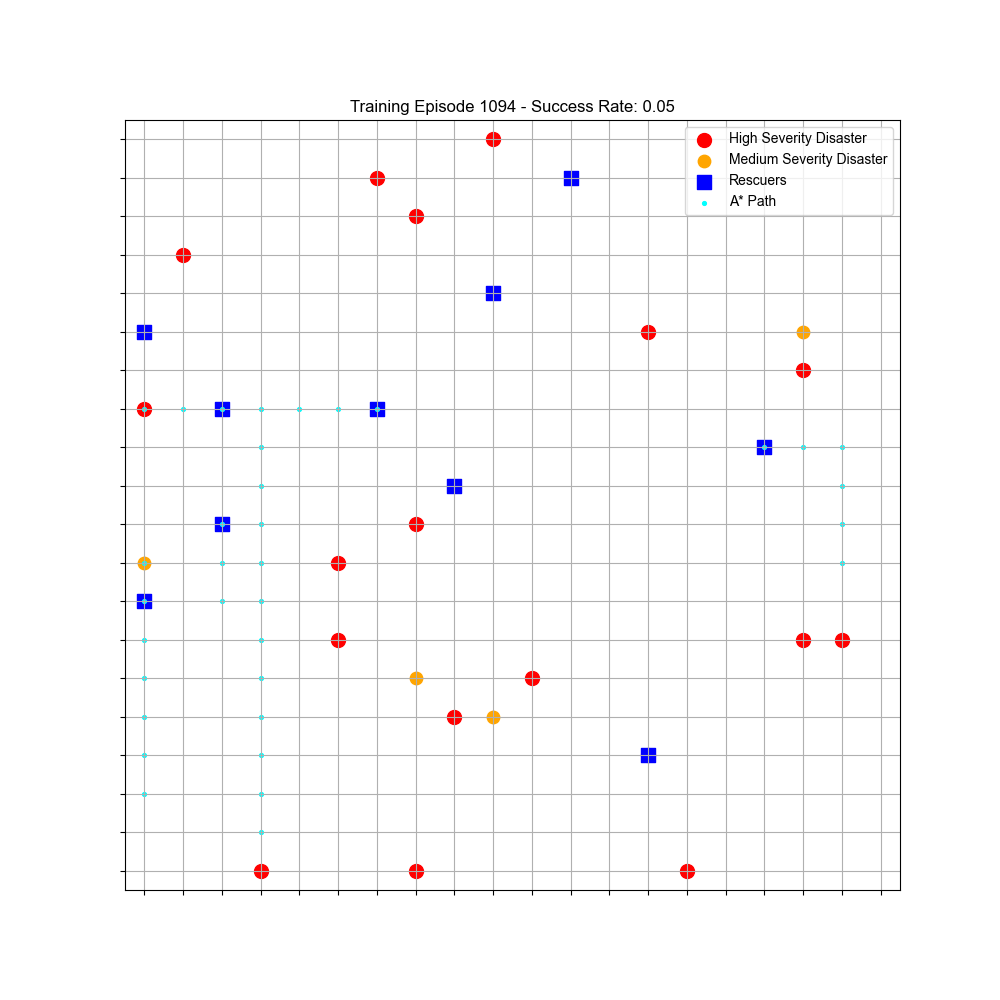 Training Episode 1094 - Success Rate: 0.05
High Severity Disaster
Medium Severity Disaster
Rescuers
A* Path